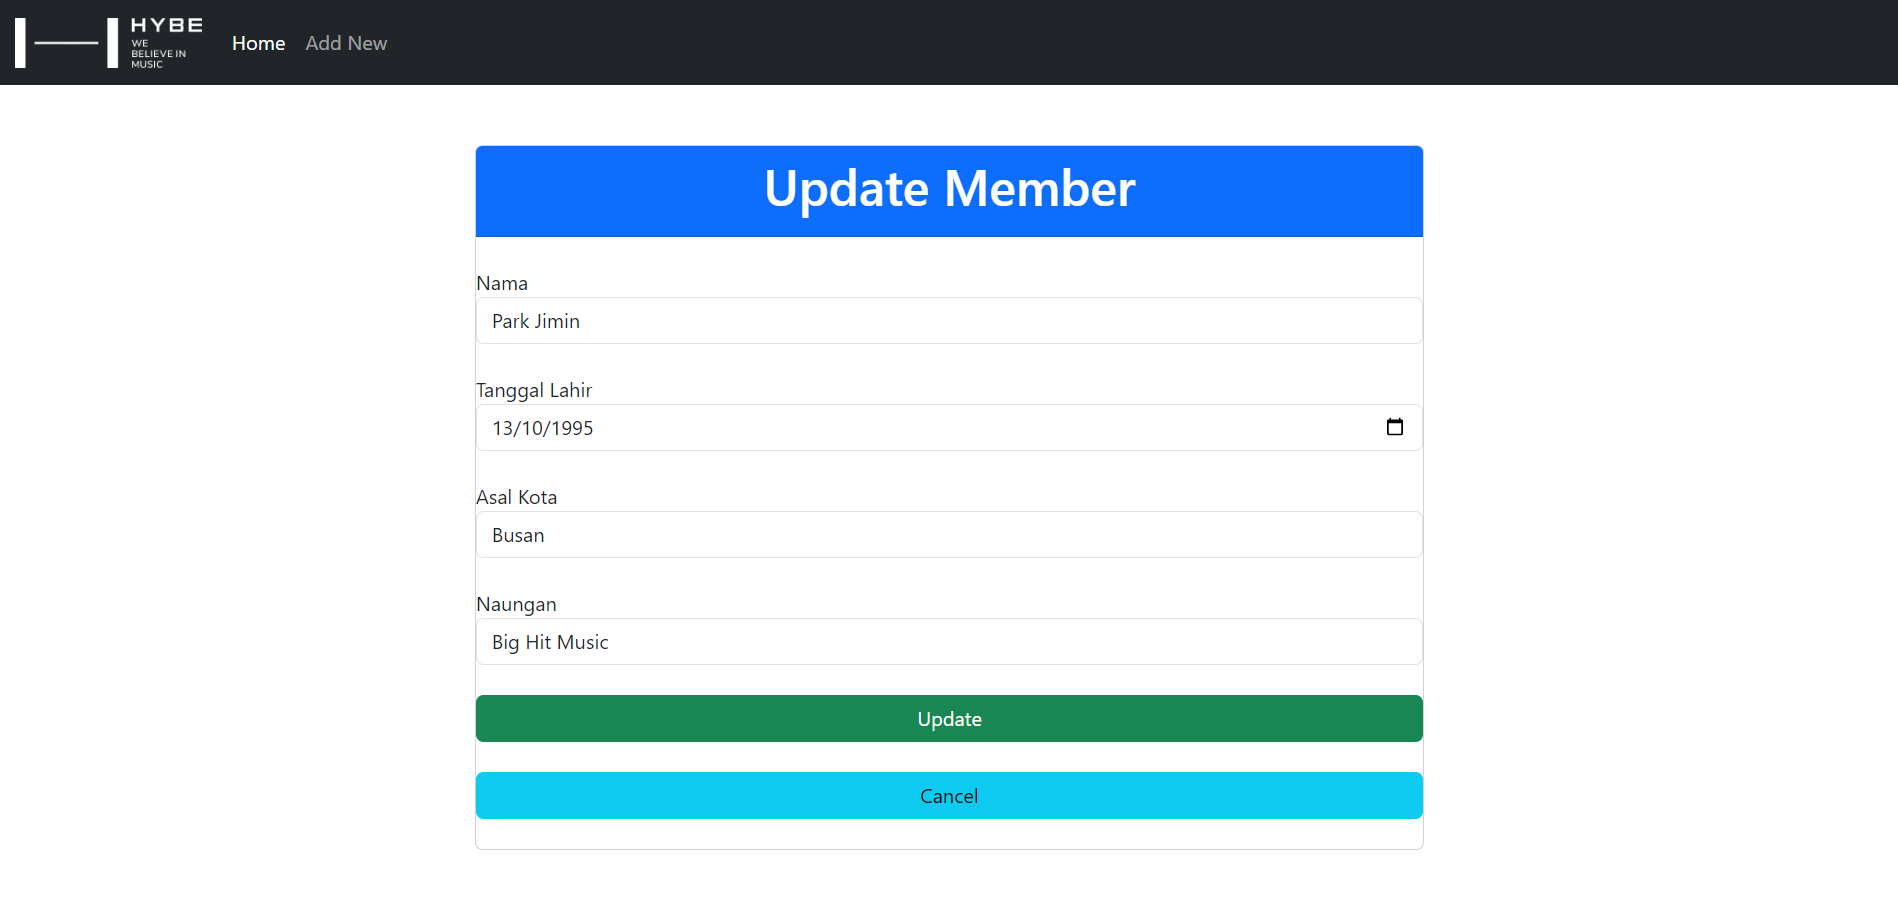 HYBE
WE
BELIEVE IN
MUSIC
Home Add New
Update Member
Nama
Park Jimin
Tanggal Lahir
13/10/1995
Asal Kota
Busan
Naungan
Big Hit Music
Update
Cancel